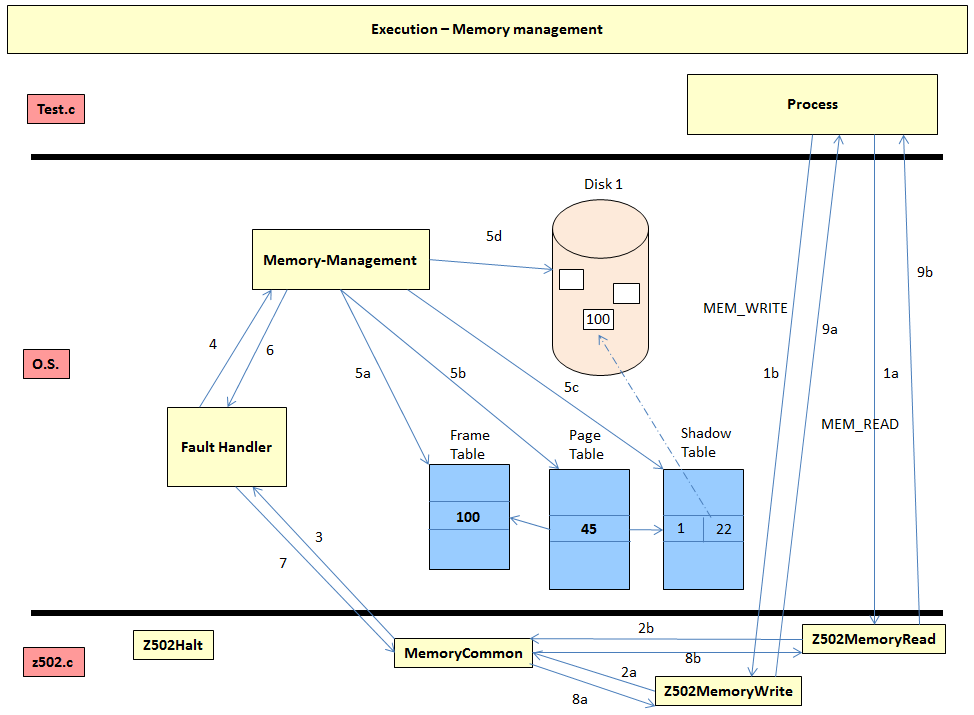 Execution – Memory management
Test.c
Process
Disk 1
Memory-Management
5d
9b
MEM_WRITE
100
9a
4
6
5a
5b
5c
1b
1a
O.S.
MEM_READ
Fault Handler
Frame
Table
Page
Table
Shadow
Table
100
45
1
22
3
7
Z502Halt
2b
Z502MemoryRead
z502.c
MemoryCommon
8b
2a
Z502MemoryWrite
8a